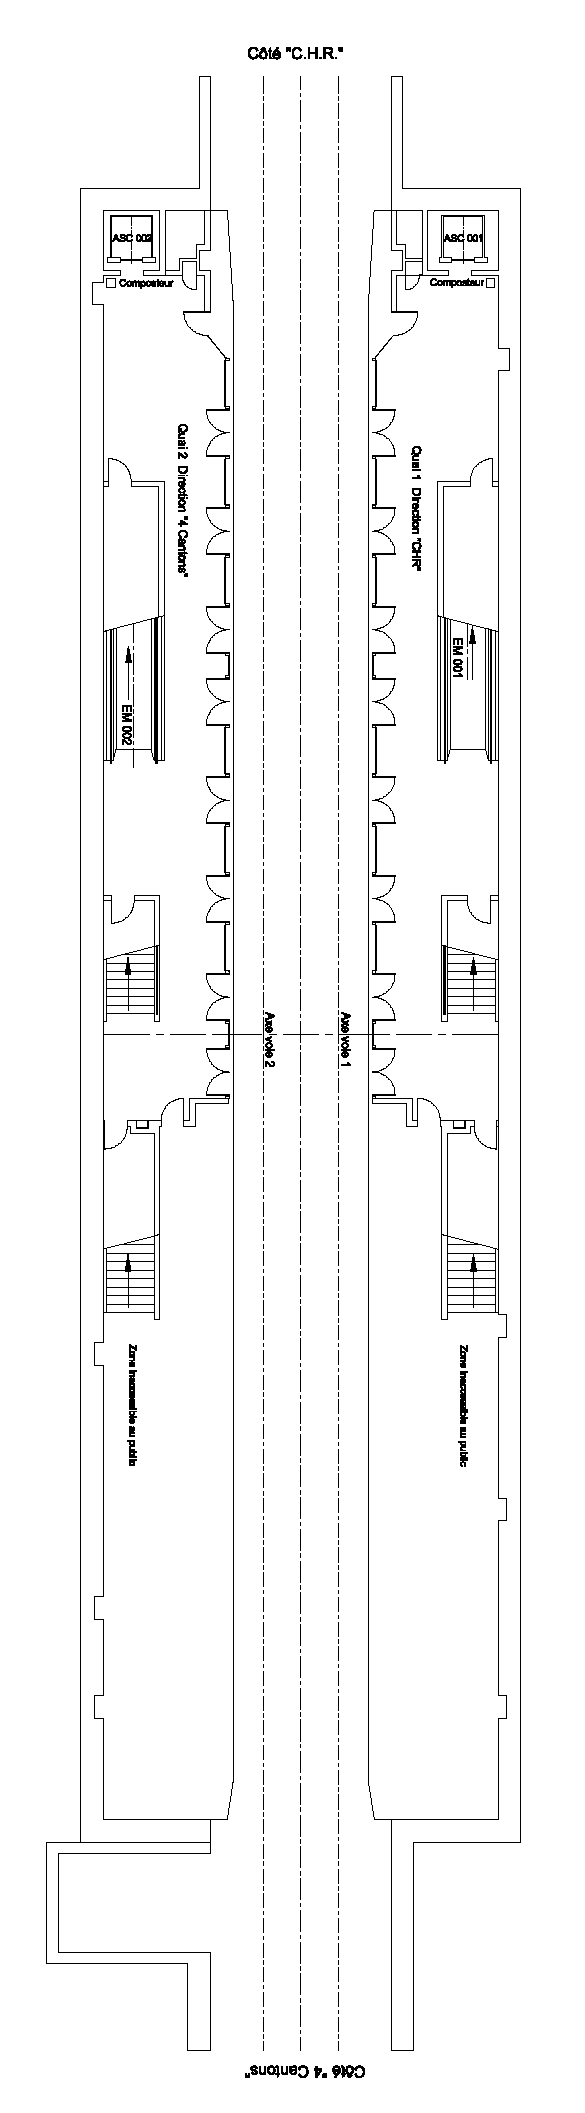 Côté "C.H.R."
ASC 002
ASC 001
Composteur
Composteur
Quai 2 Direction "4 Cantons"
Quai 1 Direction "CHR"
EM 001
EM 002
Axe voie 2
Axe voie 1
Zone inaccessible au public
Zone inaccessible au public
Côté "4 Cantons"